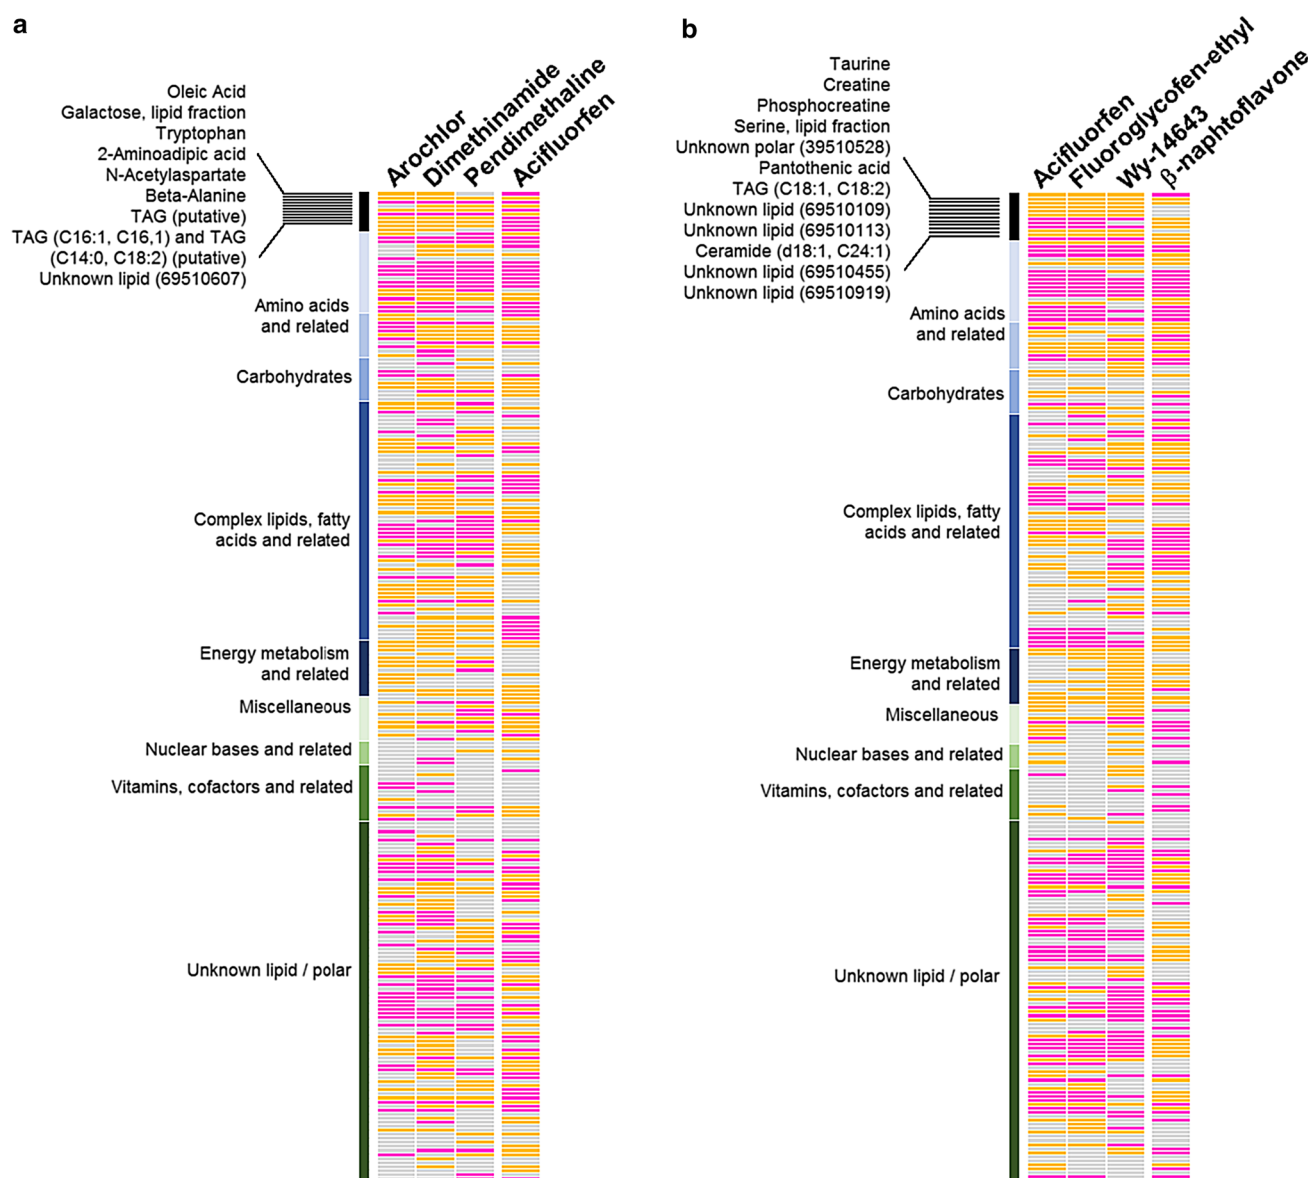 a
Oleic Acid
Galactose, lipid fraction
Tryptophan
2-Aminoadipic acid
N-Acetylaspartate
Beta-Alanine
TAG (putative)
TAG (C16:1, C16,1) and TAG
(C14:0, C18:2) (putative)
Unknown lipid (69510607)
Arochlor
Dimethinamide
Pendimethaline
Acifluorfen
Amino acids
and related
Carbohydrates
Complex lipids, fatty
acids and related
Energy metabolism
and related
Miscellaneous
Nuclear bases and related
Vitamins, cofactors and related
Unknown lipid / polar
b
Taurine
Creatine
Phosphocreatine
Serine, lipid fraction
Unknown polar (39510528)
Pantothenic acid
TAG (C18:1, C18:2)
Unknown lipid (69510109)
Unknown lipid (69510113)
Ceramide (d18:1, C24:1)
Unknown lipid (69510455)
Unknown lipid (69510919)
Acifluorfen
Fluoroglycofen-ethyl
Wy-14643
β-naphtoflavone
Amino acids
and related
Carbohydrates
Complex lipids, fatty
acids and related
Energy metabolism
and related
Miscellaneous
Nuclear bases and related
Vitamins, cofactors and related
Unknown lipid / polar